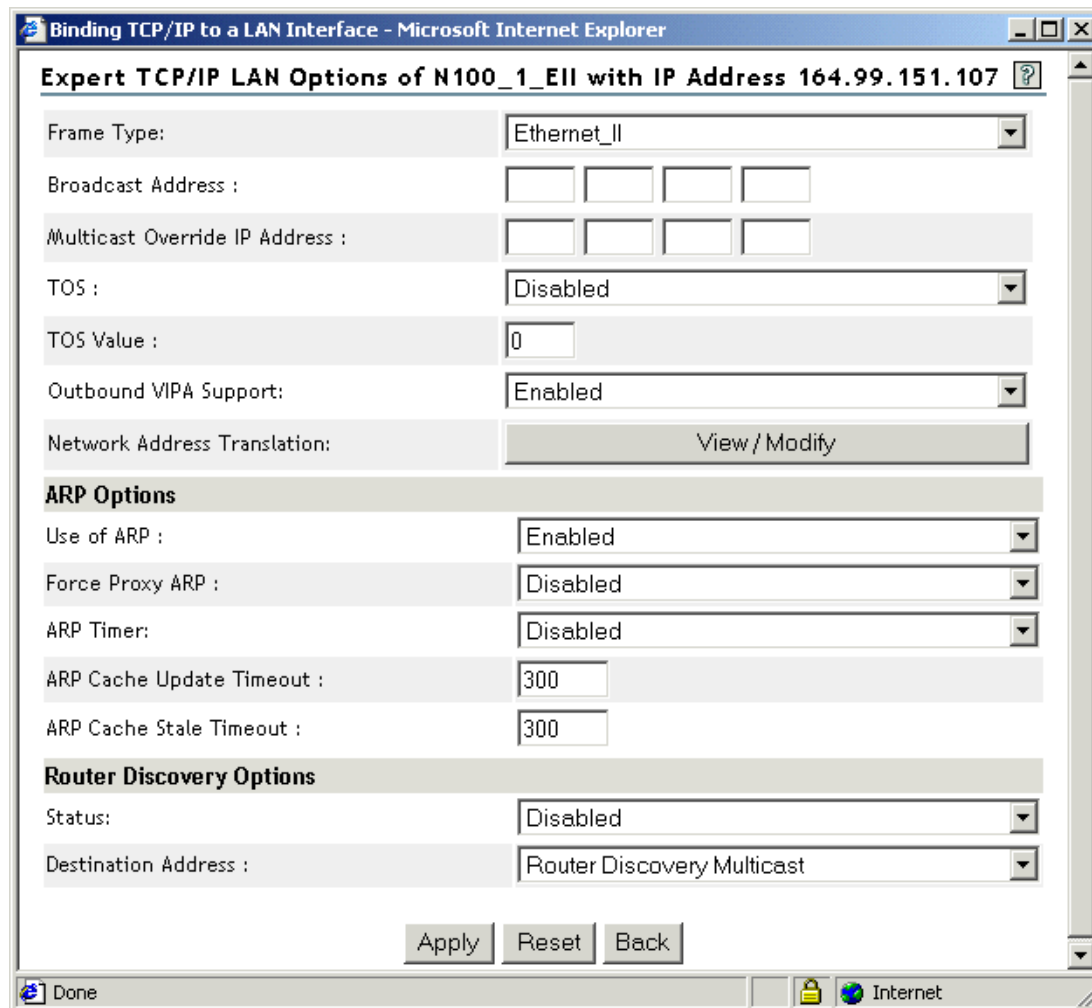 Binding TCP/IP to a LAN Interface - Microsoft Internet Explorer
Expert TCP/IP LAN Options of N100_1_EII with IP Address 164.99.151.107 ?
Frame Type: Ethernet_II
Broadcast Address :
Multicast Override IP Address :
TOS : Disabled
TOS Value : 0
Outbound VIPA Support: Enabled
Network Address Translation: View / Modify
ARP Options
Use of ARP : Enabled
Force Proxy ARP : Disabled
ARP Timer: Disabled
ARP Cache Update Timeout : 300
ARP Cache Stale Timeout : 300
Router Discovery Options
Status: Disabled
Destination Address : Router Discovery Multicast
Apply Reset Back
Done Internet